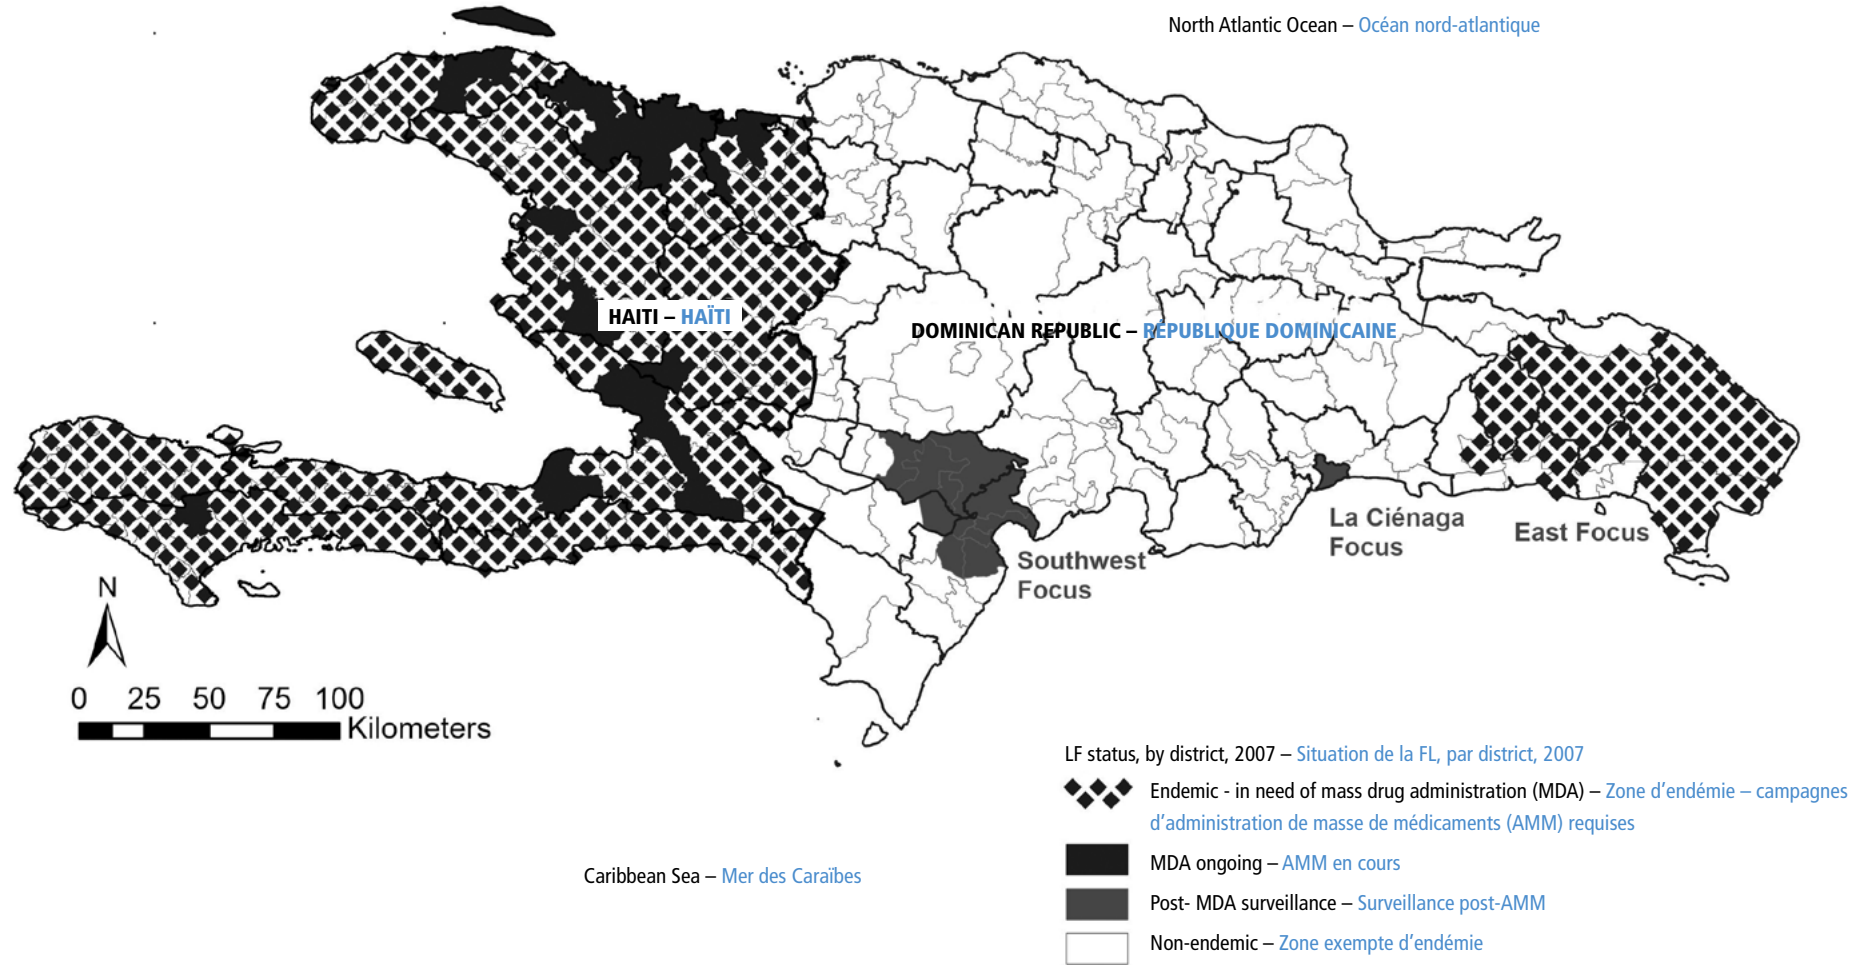 North Atlantic Ocean – Océan nord-atlantique
HAITI – HAÏTI
DOMINICAN REPUBLIC – RÉPUBLIQUE DOMINICAINE
La Ciénaga
Focus
East Focus
Southwest
Focus
N
0 25 50 75 100
Kilometers
LF status, by district, 2007 – Situation de la FL, par district, 2007
Endemic - in need of mass drug administration (MDA) – Zone d'endémie – campagnes
d'administration de masse de médicaments (AMM) requises
MDA ongoing – AMM en cours
Caribbean Sea – Mer des Caraïbes
Post- MDA surveillance – Surveillance post-AMM
Non-endemic – Zone exempte d'endémie